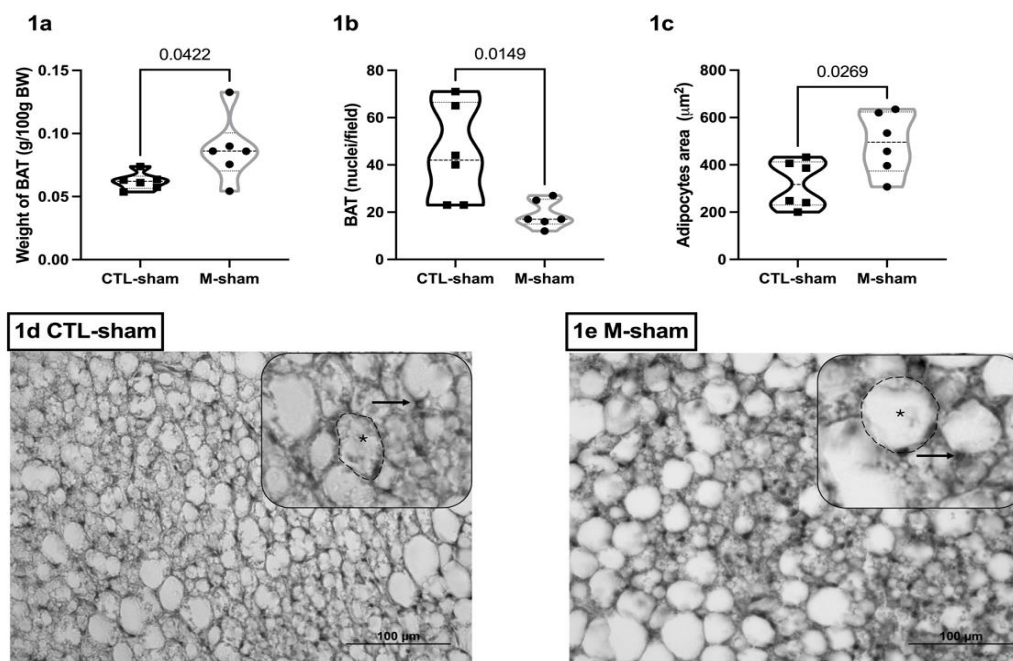 1a
1b
1c
0.0422
0.0149
0.0269
Weight of BAT (g/100g BW)
0.15
0.10
0.05
0.00
CTL-sham
M-sham
BAT (nuclei/field)
80
60
40
20
0
CTL-sham
M-sham
Adipocytes area (μm²)
800
600
400
200
0
CTL-sham
M-sham
1d CTL-sham
*
100 μm
1e M-sham
*
100 μm